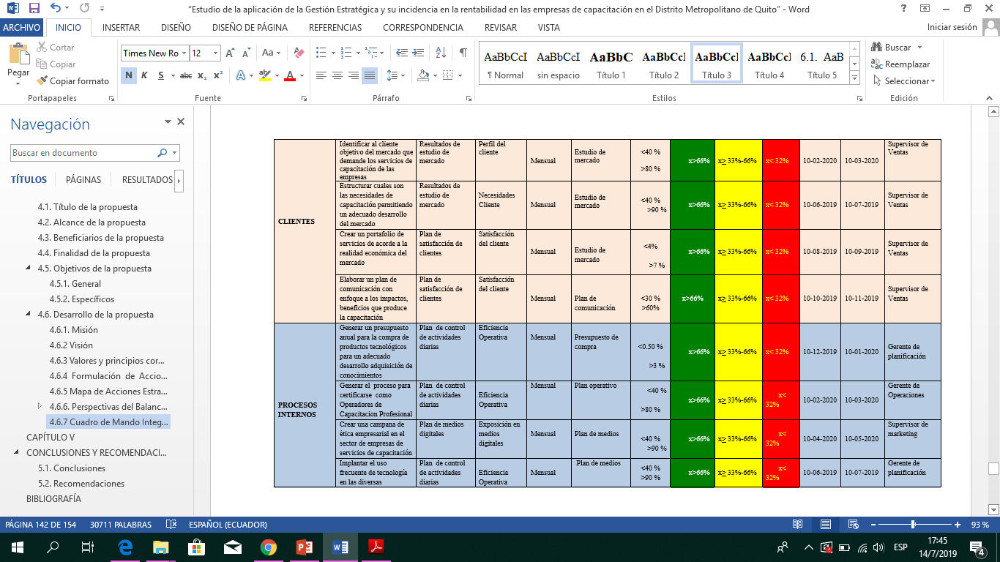 “Estudio de la aplicación de la Gestión Estratégica y su incidencia en la rentabilidad en las empresas de capacitación en el Distrito Metropolitano de Quito” - Word
ARCHIVO INICIO INSERTAR DISEÑO DISEÑO DE PÁGINA REFERENCIAS CORRESPONDENCIA REVISAR VISTA
Iniciar sesión
Pegar
Cortar
Copiar
Copiar formato
Portapapeles
Times New Ro 12
Aa
N K S abc x₂ x²
A ab A
Fuente
Párrafo
AaBbCcI AaBbCcI AaBbC AaBbCcI AaBbCcI AaBbCcI 6.1. AaB
¶ Normal sin espacio Título 1 Título 2 Título 3 Título 4 Título 5
Estilos
Buscar
Reemplazar
Seleccionar
Edición
Navegación
Buscar en documento
TÍTULOS PÁGINAS RESULTADOS
4.1. Título de la propuesta
4.2. Alcance de la propuesta
4.3. Beneficiarios de la propuesta
4.4. Finalidad de la propuesta
4.5. Objetivos de la propuesta
4.5.1. General
4.5.2. Específicos
4.6. Desarrollo de la propuesta
4.6.1. Misión
4.6.2 Visión
4.6.3 Valores y principios cor...
4.6.4 Formulación de Accio...
4.6.5 Mapa de Acciones Estra...
4.6.6. Perspectivas del Balanc...
4.6.7 Cuadro de Mando Integ...
CAPÍTULO V
CONCLUSIONES Y RECOMENDACI...
5.1. Conclusiones
5.2. Recomendaciones
BIBLIOGRAFÍA
CLIENTES
Identificar al cliente
objetivo del mercado que
demande los servicios de
capacitación de las
empresas
Resultados de
estudio de
mercado
Perfil del
cliente
Mensual
Estudio de
mercado
<40 %
>80 %
x>66%
x≥ 33%-66%
x< 32%
10-02-2020
10-03-2020
Supervisor de
Ventas
Estructurar cuales son
las necesidades de
capacitación permitiendo
un adecuado desarrollo
del mercado
Resultados de
estudio de
mercado
Necesidades
Cliente
Mensual
Estudio de
mercado
<40 %
>90 %
x>66%
x≥ 33%-66%
x< 32%
10-06-2019
10-07-2019
Supervisor de
Ventas
Crear un portafolio de
servicios de acorde a la
realidad económica del
mercado
Plan de
satisfacción de
clientes
Satisfacción
del cliente
Mensual
Estudio de
mercado
<4%
>7 %
x>66%
x≥ 33%-66%
x< 32%
10-08-2019
10-09-2019
Supervisor de
Ventas
Elaborar un plan de
comunicación con
enfoque a los impactos,
beneficios que produce
la capacitación
Plan de
satisfacción de
clientes
Satisfacción
del cliente
Mensual
Plan de
comunicación
<30 %
>60%
x>66%
x≥ 33%-66%
x< 32%
10-10-2019
10-11-2019
Supervisor de
Ventas
PROCESOS
INTERNOS
Generar un presupuesto
anual para la compra de
productos tecnológicos
para un adecuado
desarrollo adquisición de
conocimientos
Plan de control
de actividades
diarias
Eficiencia
Operativa
Mensual
Presupuesto de
compra
<0.50 %
>3 %
x>66%
x≥ 33%-66%
x< 32%
10-12-2019
10-01-2020
Gerente de
planificación
Generar el proceso para
certificarse como
Operadores de
Capacitacion Profesional
Plan de control
de actividades
diarias
Eficiencia
Operativa
Mensual
Plan operativo
<40 %
>80 %
x>66%
x≥ 33%-66%
x<
32%
10-02-2020
10-03-2020
Gerente de
Operaciones
Crear una campana de
ética empresarial en el
sector de empresas de
servicios de capacitación
Plan de medios
digitales
Exposición en
medios
digitales
Mensual
Plan de medios
<40 %
>90 %
x>66%
x≥ 33%-66%
x<
32%
10-04-2020
10-05-2020
Supervisor de
marketing
Implantar el uso
frecuente de tecnología
en las diversas
Plan de control
de actividades
diarias
Eficiencia
Operativa
Mensual
Plan de medios
<40 %
>90 %
x>66%
x≥ 33%-66%
x<
32%
10-06-2019
10-07-2019
Gerente de
planificación
PÁGINA 142 DE 154 30711 PALABRAS ESPAÑOL (ECUADOR) 93 %
ESP
17:45
14/7/2019
4